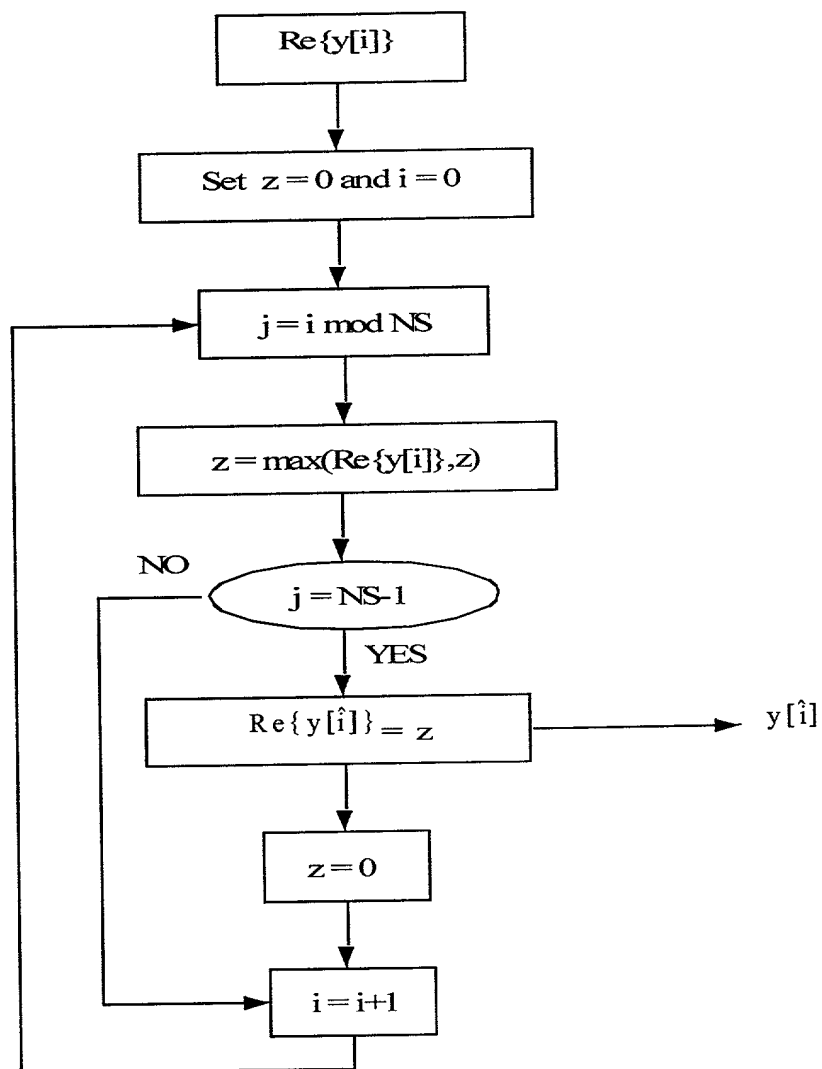 Re{y[i]}
Set z = 0 and i = 0
j = i mod NS
z = max(Re{y[i]},z)
NO
j = NS-1
YES
Re{y[î]} = z
y[î]
z = 0
i = i+1